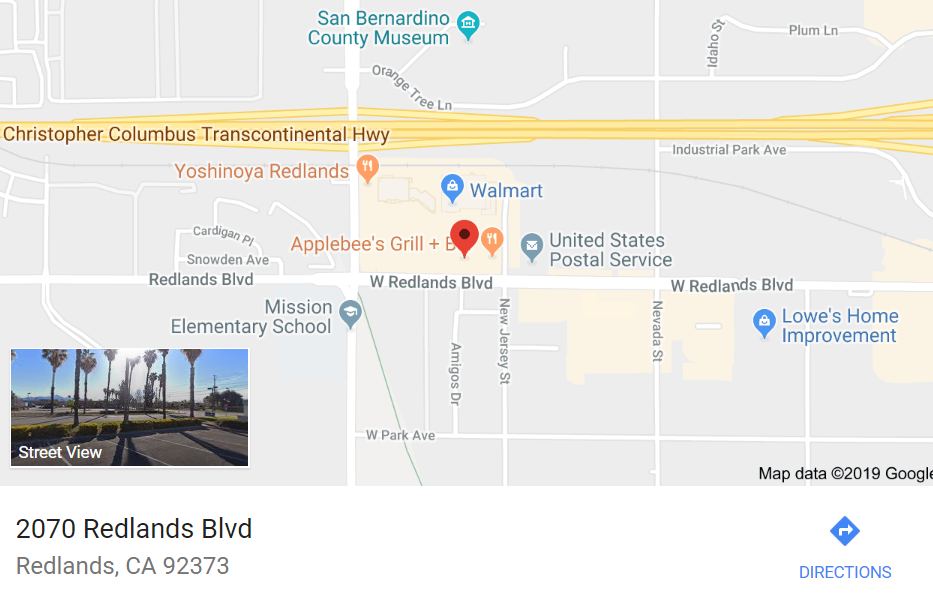 San Bernardino
County Museum
Idaho St
Plum Ln
Orange Tree Ln
Christopher Columbus Transcontinental Hwy
Industrial Park Ave
Yoshinoya Redlands
Walmart
Cardigan Pl
Applebee's Grill + B
United States
Postal Service
Snowden Ave
Redlands Blvd
W Redlands Blvd
W Redlands Blvd
Mission
Elementary School
New Jersey St
Nevada St
Lowe's Home
Improvement
Amigos Dr
W Park Ave
Street View
Map data ©2019 Google
2070 Redlands Blvd
Redlands, CA 92373
DIRECTIONS